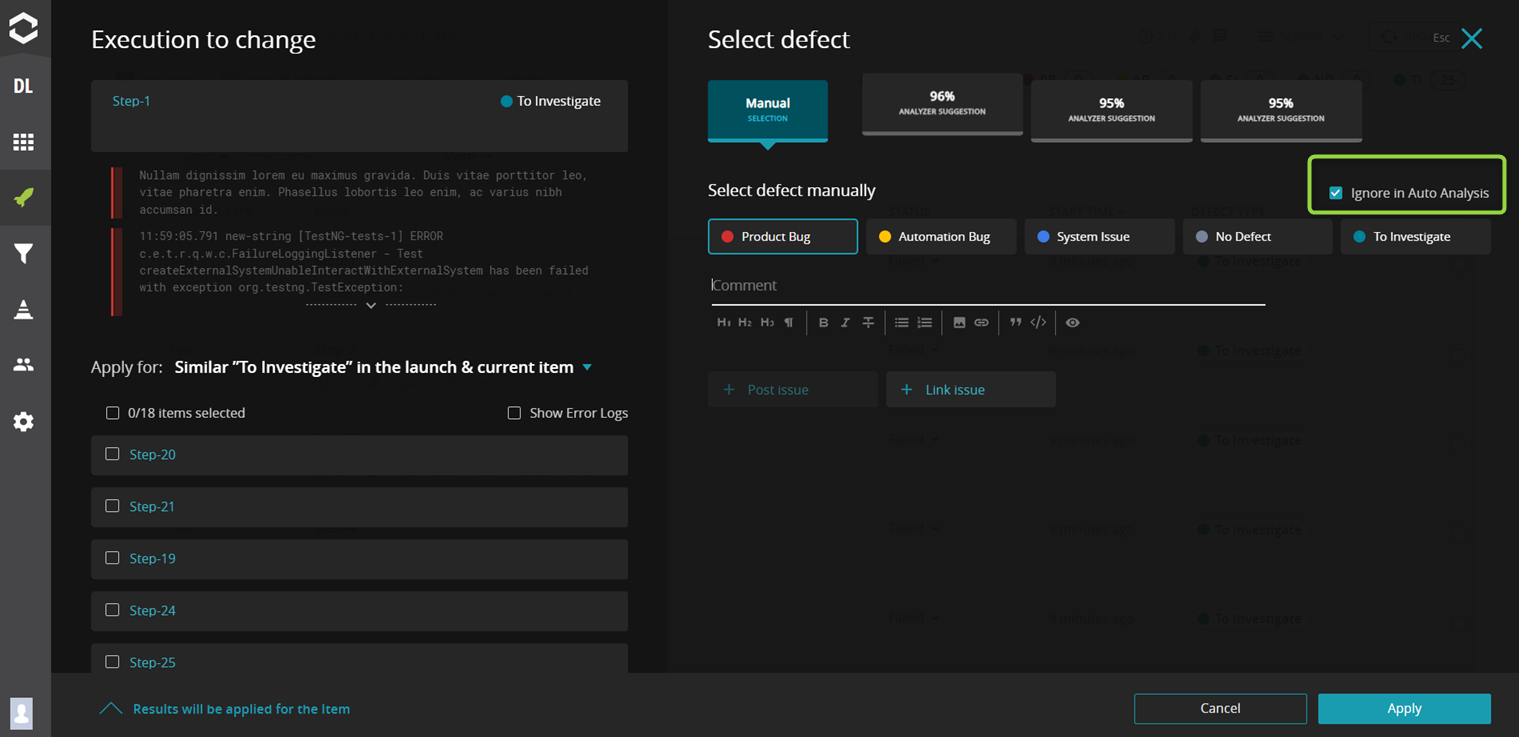 DL
Execution to change
Step-1
To Investigate
Nullam dignissim lorem eu maximus gravida. Duis vitae porttitor leo,
vitae pharetra enim. Phasellus lobortis leo enim, ac varius nibh
accumsan id.
11:59:05.791 new-string [TestNG-tests-1] ERROR
c.e.t.r.q.w.c.FailureLoggingListener - Test
createExternalSystemUnableInteractWithExternalSystem has been failed
with exception org.testng.TestException:
Apply for: Similar "To Investigate" in the launch & current item
0/18 items selected
Show Error Logs
Step-20
Step-21
Step-19
Step-24
Step-25
Results will be applied for the Item
Select defect
Esc
Manual
SELECTION
96%
ANALYZER SUGGESTION
95%
ANALYZER SUGGESTION
95%
ANALYZER SUGGESTION
Select defect manually
Ignore in Auto Analysis
Product Bug
Automation Bug
System Issue
No Defect
To Investigate
Comment
H1 H2 H3 ¶ B I T
Post issue
Link issue
Cancel
Apply